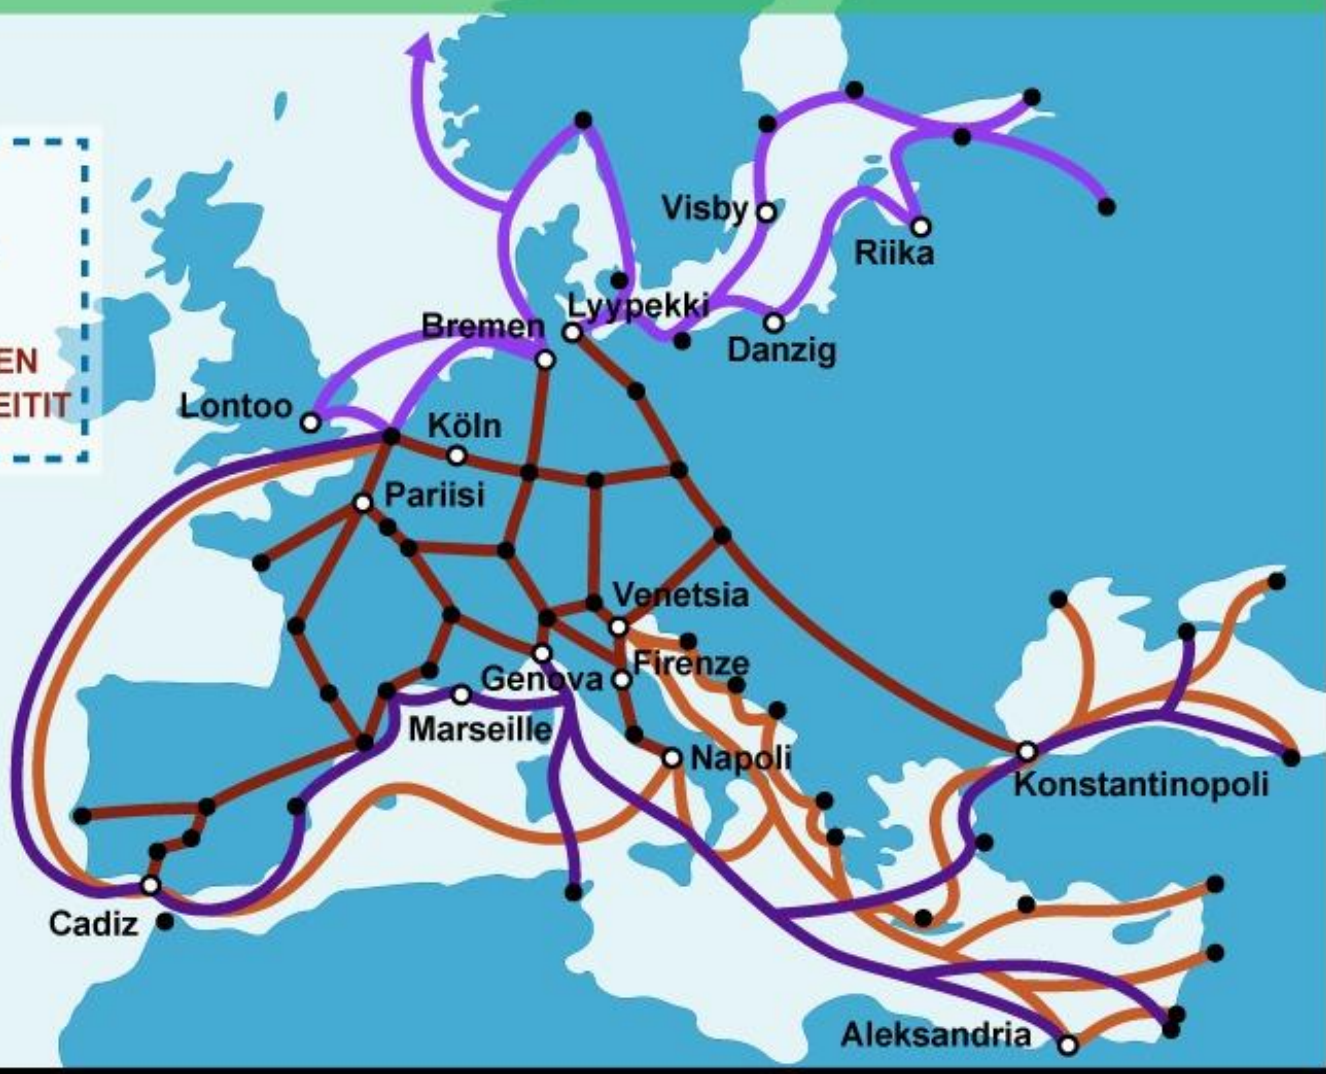 Visby
Riika
Lyypekki
Bremen
Danzig
EN
EITIT
Lontoo
Köln
Pariisi
Venetsia
Firenze
Genova
Marseille
Napoli
Konstantinopoli
Cadiz
Aleksandria